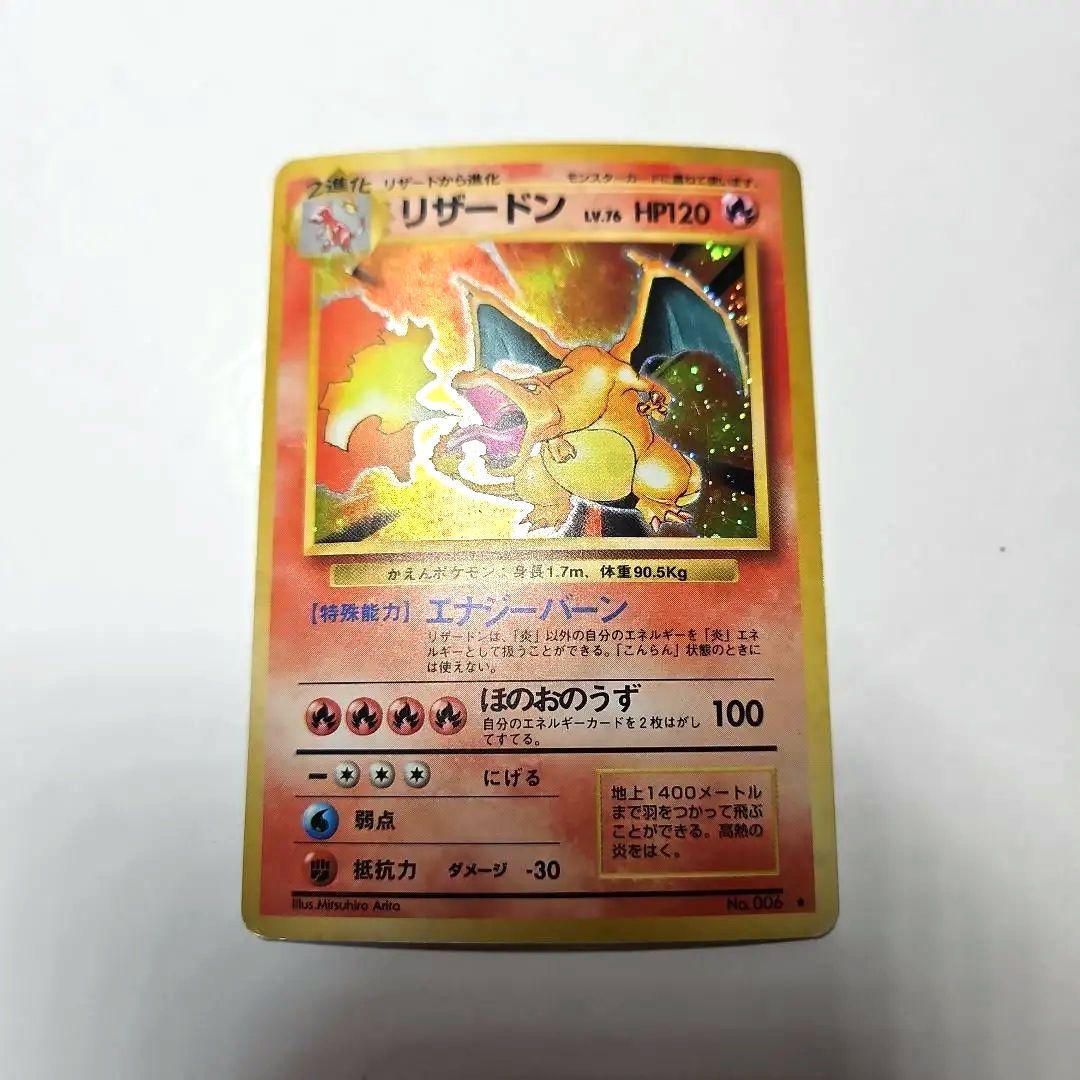 2進化 リザードから進化 モンスターカードに重ねて使います。
リザードン LV.76 HP120
かえんポケモン:身長1.7m、体重90.5Kg
【特殊能力】 エナジーバーン
リザードンは、「炎」以外の自分のエネルギーを「炎」エネ
ルギーとして扱うことができる。「こんらん」状態のときに
は使えない。
ほのおのうず 100
自分のエネルギーカードを2枚はがし
てすてる。
にげる
弱点
抵抗力 ダメージ -30
地上1400メートル
まで羽をつかって飛ぶ
ことができる。高熱の
炎をはく。
Illus.Mitsuhiro Arita No.006 ★